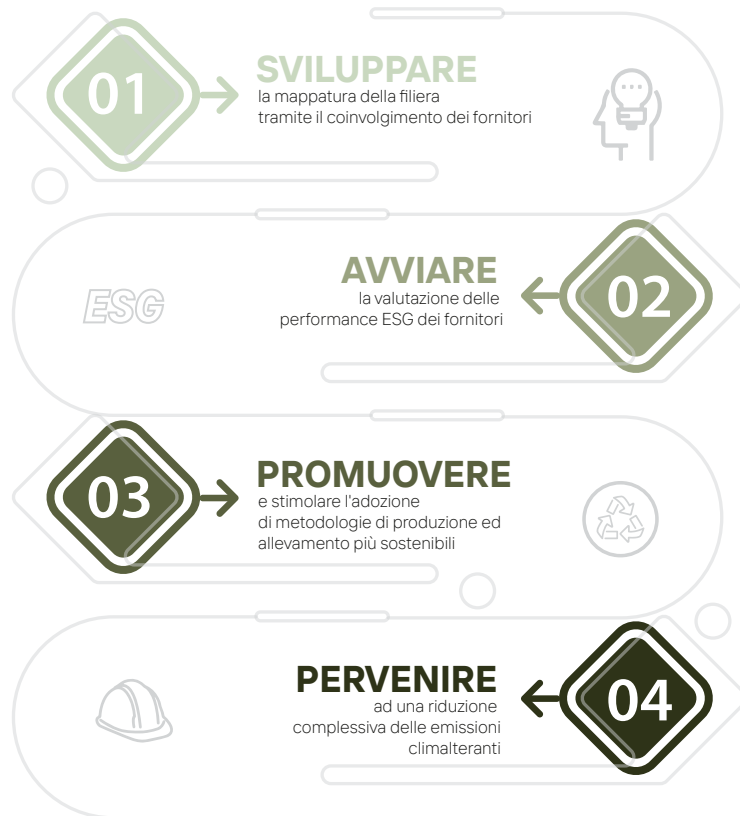 01
SVILUPPARE
la mappatura della filiera
tramite il coinvolgimento dei fornitori
ESG
AVVIARE
la valutazione delle
performance ESG dei fornitori
02
03
PROMUOVERE
e stimolare l'adozione
di metodologie di produzione ed
allevamento più sostenibili
PERVENIRE
ad una riduzione
complessiva delle emissioni
climalteranti
04